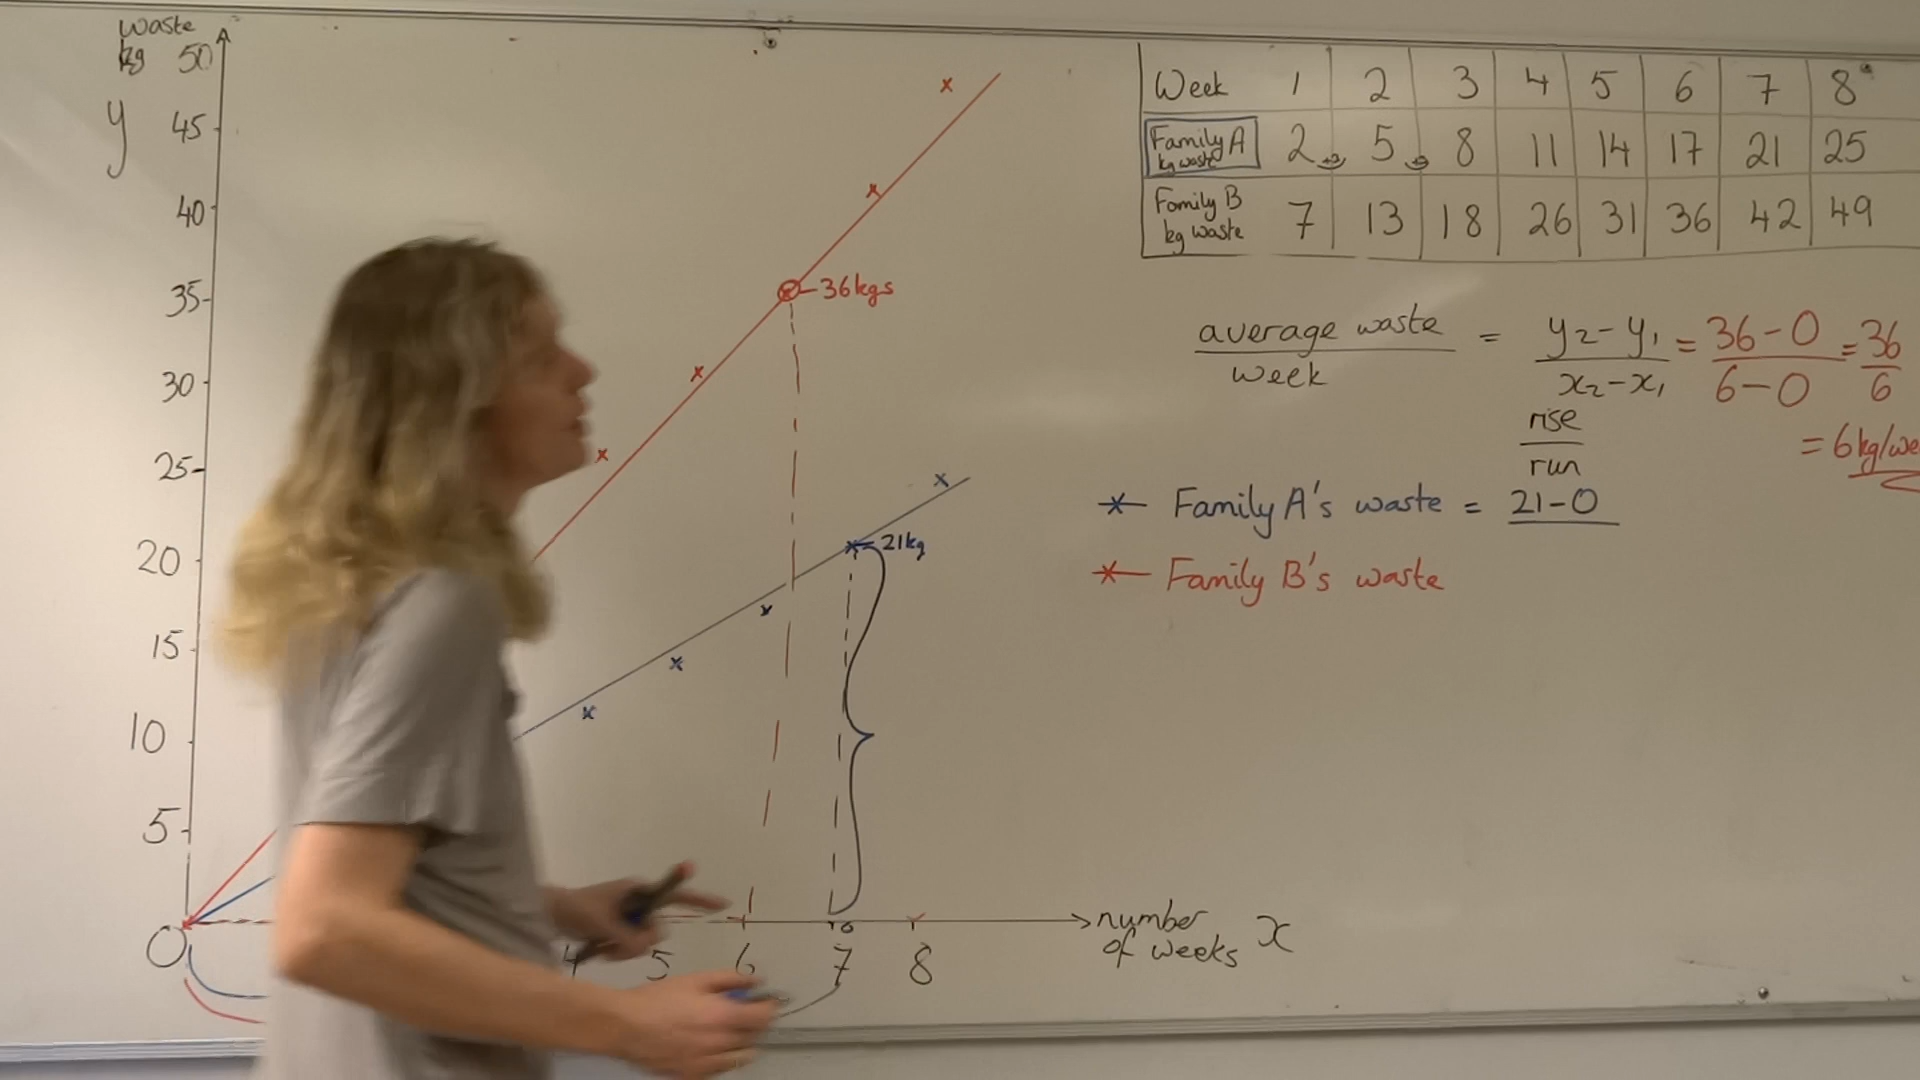 waste
kg
y
50
45
40
35
30
25
20
15
10
5
0
36kgs
21kg
4 5 6 7 8
number
of weeks x
Week 1 2 3 4 5 6 7 8
Family A
kg waste
2 5 8 11 14 17 21 25
Family B
kg waste
7 13 18 26 31 36 42 49
average waste
week
= y₂-y₁ / x₂-x₁ = 36-0 / 6-0 = 36 / 6
rise
run
= 6kg/we
Family A's waste = 21-0
Family B's waste